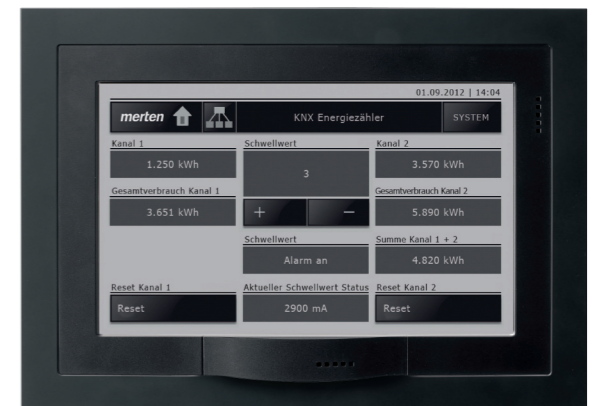 01.09.2012 | 14:04
merten KNX Energiezähler SYSTEM
Kanal 1 Schwellwert Kanal 2
1.250 kWh 3 3.570 kWh
Gesamtverbrauch Kanal 1 Gesamtverbrauch Kanal 2
3.651 kWh + − 5.890 kWh
Schwellwert Summe Kanal 1 + 2
Alarm an 4.820 kWh
Reset Kanal 1 Aktueller Schwellwert Status Reset Kanal 2
Reset 2900 mA Reset